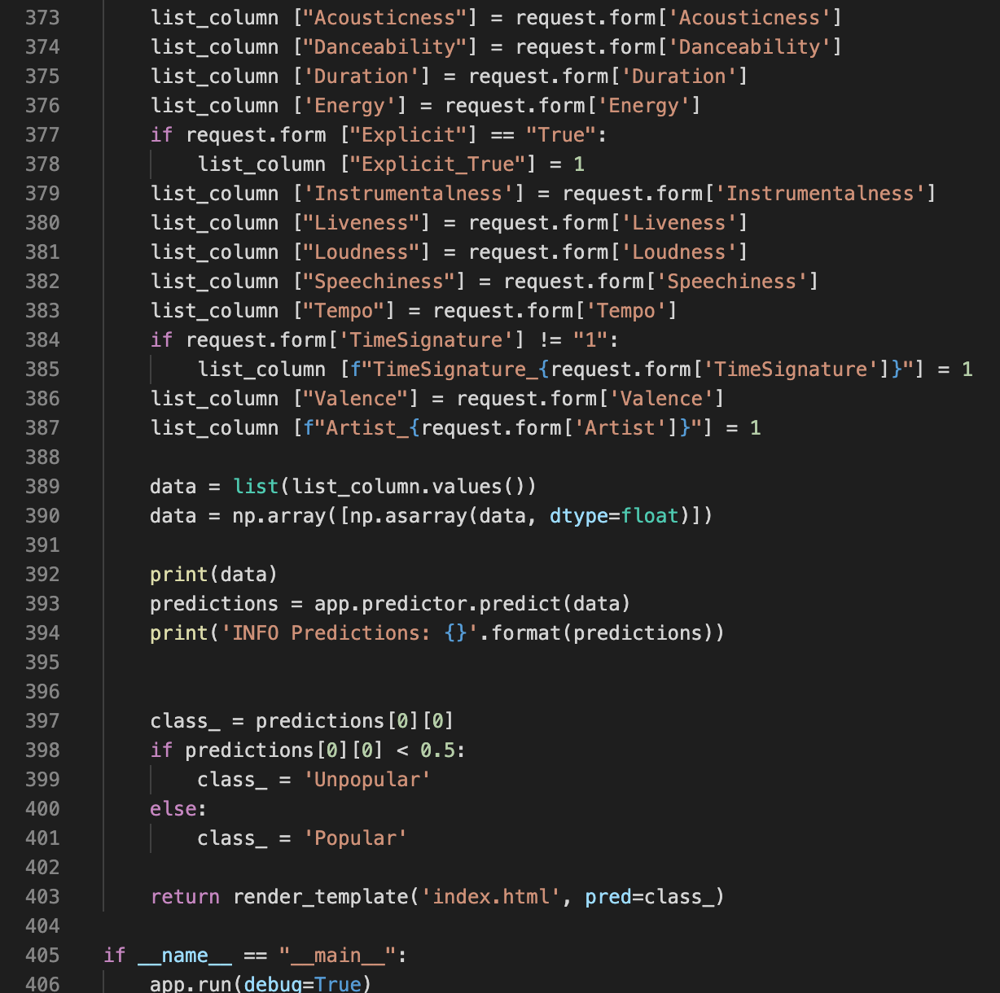 373 list_column ["Acousticness"] = request.form['Acousticness']
374 list_column ["Danceability"] = request.form['Danceability']
375 list_column ['Duration'] = request.form['Duration']
376 list_column ['Energy'] = request.form['Energy']
377 if request.form ["Explicit"] == "True":
378 list_column ["Explicit_True"] = 1
379 list_column ['Instrumentalness'] = request.form['Instrumentalness']
380 list_column ["Liveness"] = request.form['Liveness']
381 list_column ["Loudness"] = request.form['Loudness']
382 list_column ["Speechiness"] = request.form['Speechiness']
383 list_column ["Tempo"] = request.form['Tempo']
384 if request.form['TimeSignature'] != "1":
385 list_column [f"TimeSignature_{request.form['TimeSignature']}"] = 1
386 list_column ["Valence"] = request.form['Valence']
387 list_column [f"Artist_{request.form['Artist']}"] = 1
388
389 data = list(list_column.values())
390 data = np.array([np.asarray(data, dtype=float)])
391
392 print(data)
393 predictions = app.predictor.predict(data)
394 print('INFO Predictions: {}'.format(predictions))
395
396
397 class_ = predictions[0][0]
398 if predictions[0][0] < 0.5:
399 class_ = 'Unpopular'
400 else:
401 class_ = 'Popular'
402
403 return render_template('index.html', pred=class_)
404
405 if __name__ == "__main__":
406 app.run(debug=True)